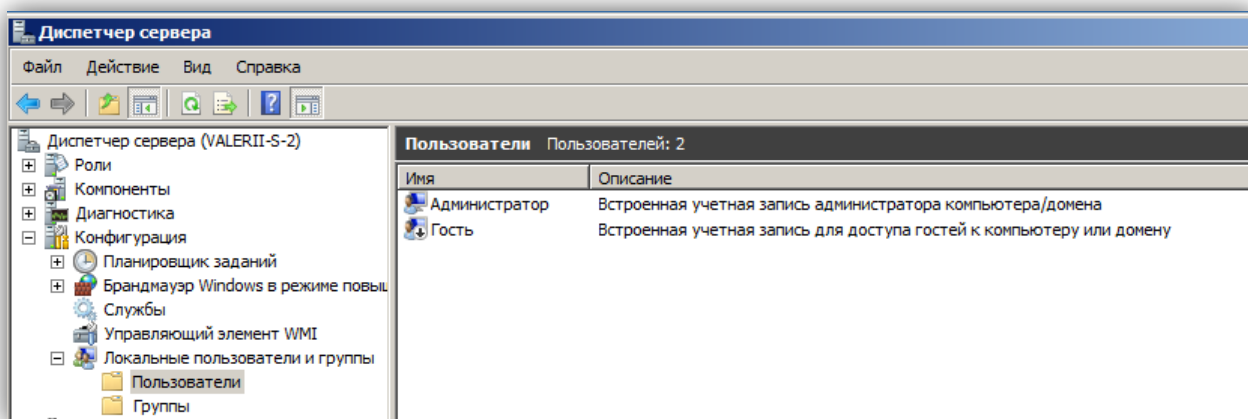 Диспетчер сервера
Файл Действие Вид Справка
Диспетчер сервера (VALERII-S-2)
Роли
Компоненты
Диагностика
Конфигурация
Планировщик заданий
Брандмауэр Windows в режиме повыш
Службы
Управляющий элемент WMI
Локальные пользователи и группы
Пользователи
Группы
Пользователи Пользователей: 2
Имя Описание
Администратор Встроенная учетная запись администратора компьютера/домена
Гость Встроенная учетная запись для доступа гостей к компьютеру или домену